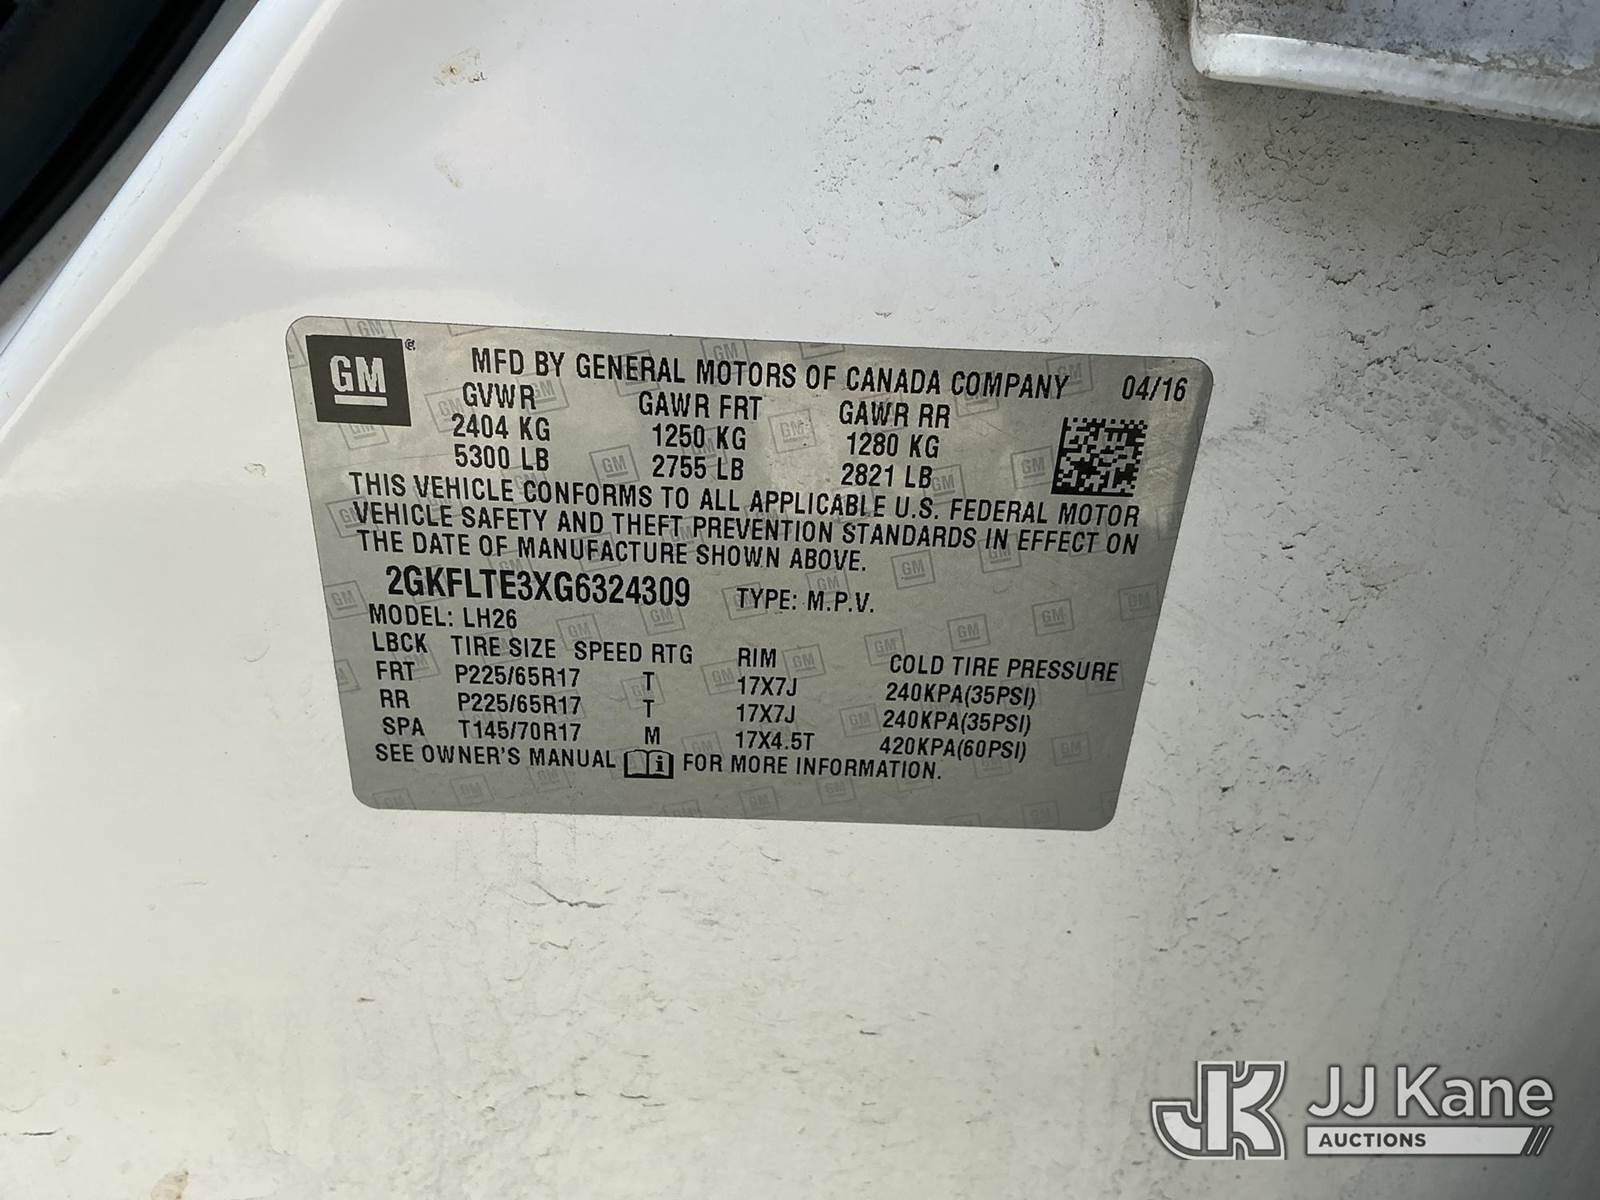 GM
MFD BY GENERAL MOTORS OF CANADA COMPANY 04/16
GVWR GAWR FRT GAWR RR
2404 KG 1250 KG 1280 KG
5300 LB 2755 LB 2821 LB
THIS VEHICLE CONFORMS TO ALL APPLICABLE U.S. FEDERAL MOTOR
VEHICLE SAFETY AND THEFT PREVENTION STANDARDS IN EFFECT ON
THE DATE OF MANUFACTURE SHOWN ABOVE.
2GKFLTE3XG6324309 TYPE: M.P.V.
MODEL: LH26
LBCK TIRE SIZE SPEED RTG RIM COLD TIRE PRESSURE
FRT P225/65R17 T 17X7J 240KPA(35PSI)
RR P225/65R17 T 17X7J 240KPA(35PSI)
SPA T145/70R17 M 17X4.5T 420KPA(60PSI)
SEE OWNER'S MANUAL FOR MORE INFORMATION.
JK JJ Kane
AUCTIONS